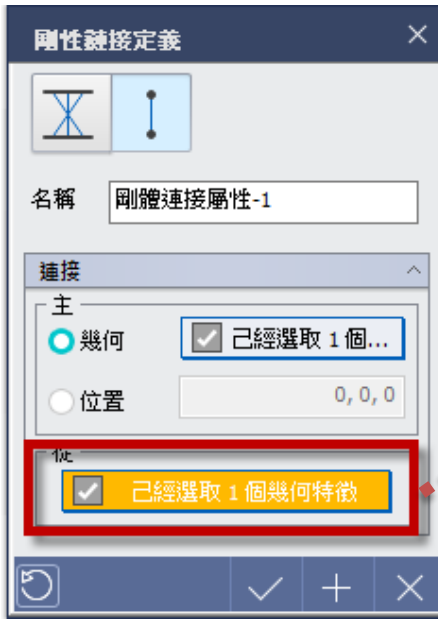 剛性鏈接定義
名稱 剛體連接屬性-1
連接
主
幾何 已經選取 1 個...
位置 0, 0, 0
從
已經選取 1 個幾何特徵